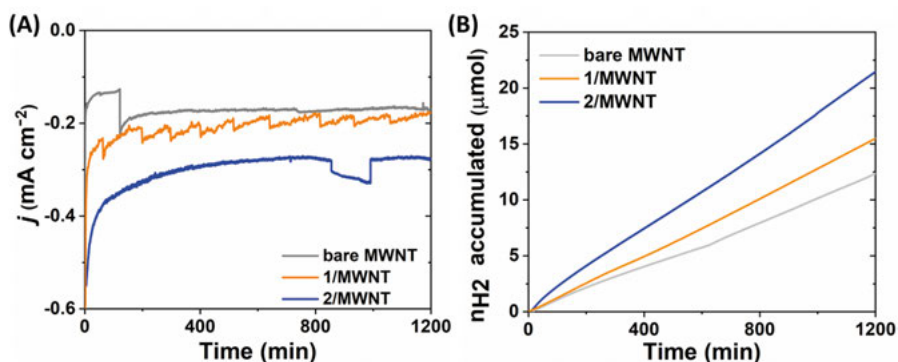 (A)
0.0
-0.2
-0.4
-0.6
j (mA cm⁻²)
bare MWNT
1/MWNT
2/MWNT
0 400 800 1200
Time (min)
(B)
25
20
15
10
5
0
nH2 accumulated (μmol)
bare MWNT
1/MWNT
2/MWNT
0 400 800 1200
Time (min)